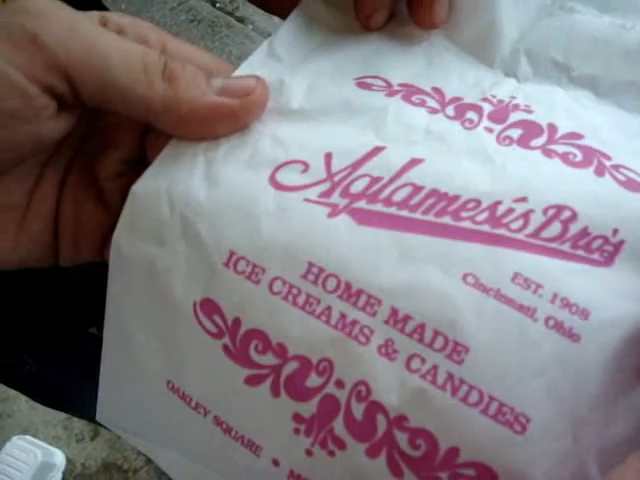 Aglamesis Bro's
EST. 1908
Cincinnati, Ohio
HOME MADE
ICE CREAMS & CANDIES
OAKLEY SQUARE •